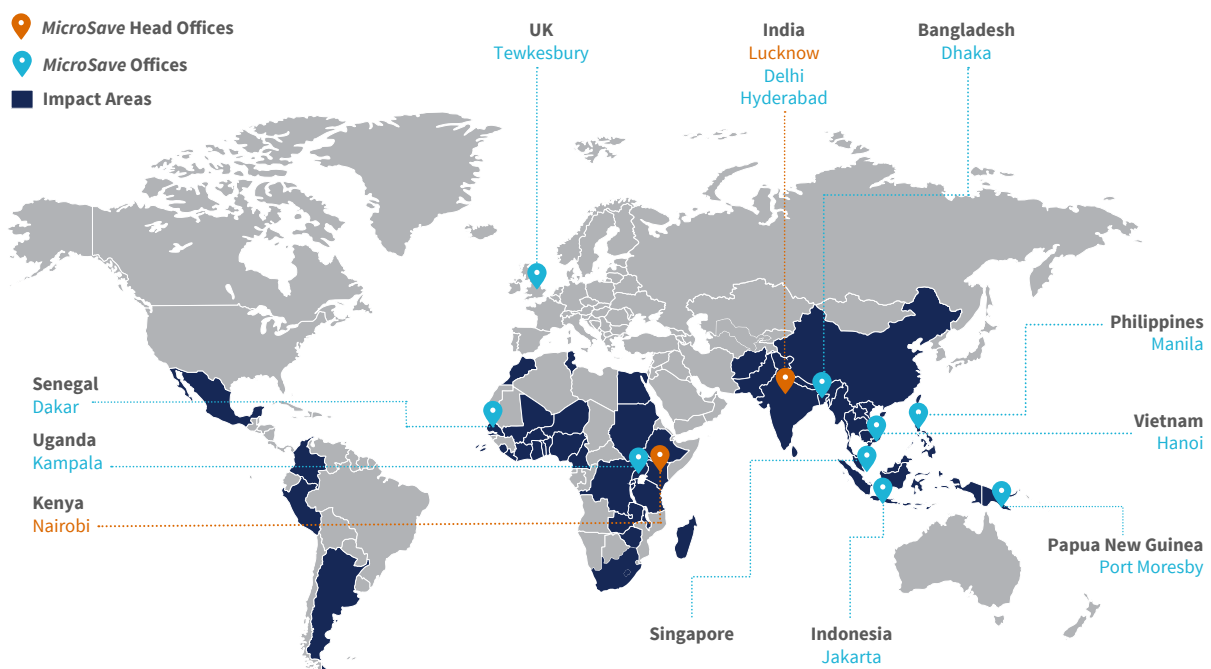 MicroSave Head Offices
MicroSave Offices
Impact Areas
UK
Tewkesbury
India
Lucknow
Delhi
Hyderabad
Bangladesh
Dhaka
Philippines
Manila
Senegal
Dakar
Vietnam
Hanoi
Uganda
Kampala
Kenya
Nairobi
Papua New Guinea
Port Moresby
Singapore
Indonesia
Jakarta